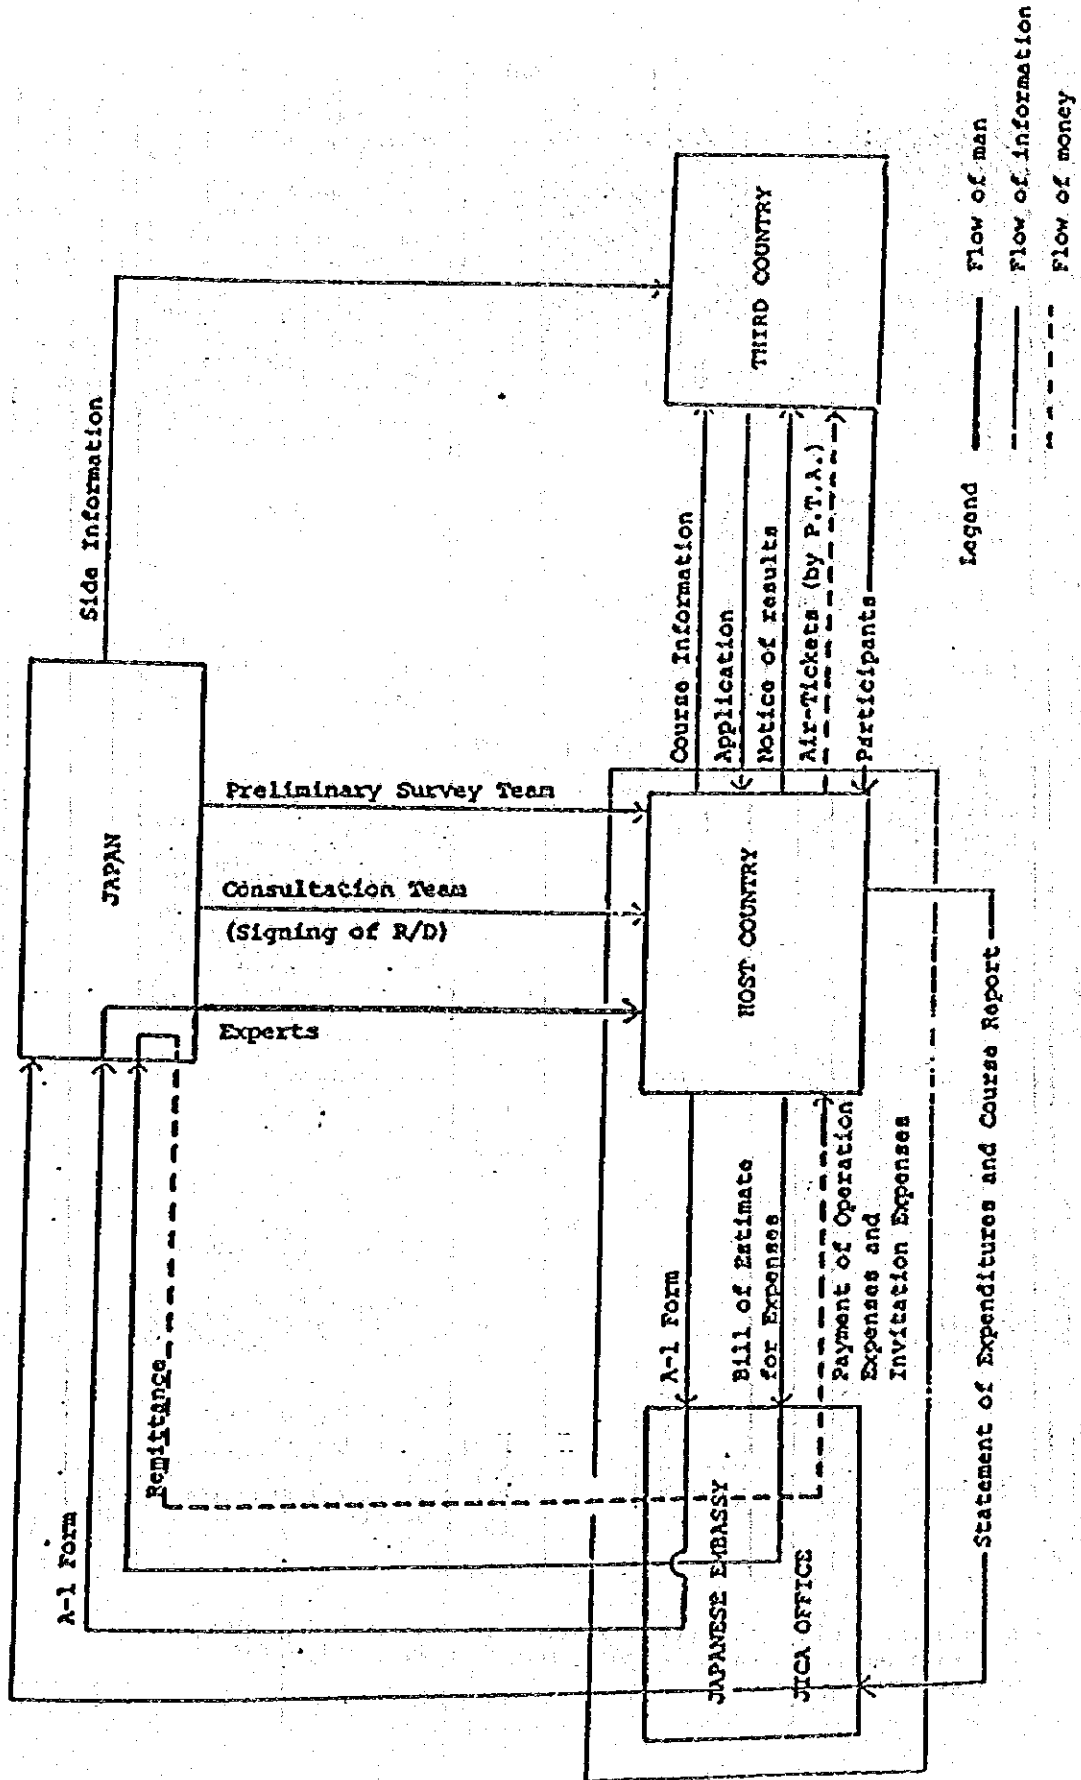 Side Information
JAPAN
A-1 Form
Remittance
Preliminary Survey Team
Consultation Team
(Signing of R/D)
Experts
THIRD COUNTRY
Course Information
Application
Notice of results
Air-Tickets (by P.T.A.)
Participants
HOST COUNTRY
A-1 Form
Bill of Estimate
for Expenses
Payment of Operation
Expenses and
Invitation Expenses
JAPANESE EMBASSY
JICA OFFICE
Statement of Expenditures and Course Report
Legend
Flow of man
Flow of information
Flow of money